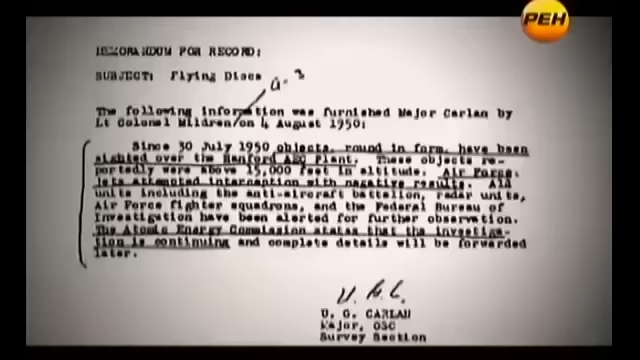 РЕН
MEMORANDUM FOR RECORD:
SUBJECT: Flying Discs
G-3
The following information was furnished Major Carlan by
Lt Colonel Mildren on 4 August 1950:
Since 30 July 1950 objects, round in form, have been
sighted over the Hanford AEC Plant. These objects re-
portedly were above 15,000 feet in altitude. Air Force
jets attempted interception with negative results. All
units including the anti-aircraft battalion, radar units,
Air Force fighter squadrons, and the Federal Bureau of
Investigation have been alerted for further observation.
The Atomic Energy Commission states that the investiga-
tion is continuing and complete details will be forwarded
later.
U. G. C.
U. G. CARLAN
Major, GSC
Survey Section